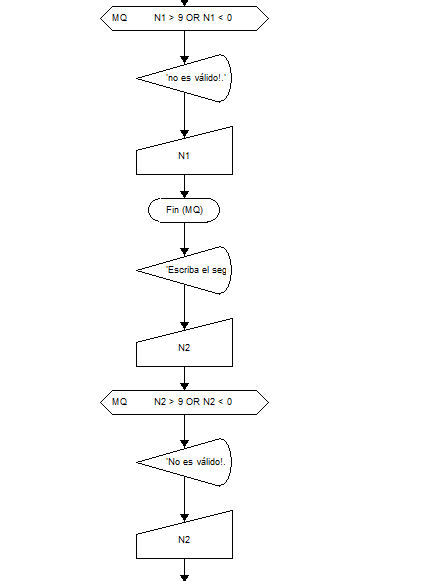 MQ N1 > 9 OR N1 < 0
'no es válido!.'
N1
Fin (MQ)
'Escriba el seg
N2
MQ N2 > 9 OR N2 < 0
'No es válido!.
N2